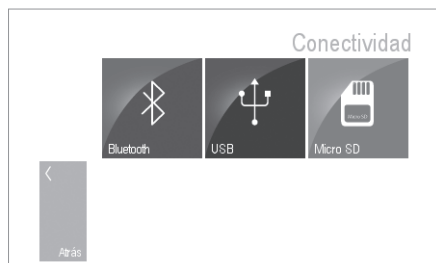 Conectividad
Bluetooth
USB
Micro SD
Micro SD
Atrás